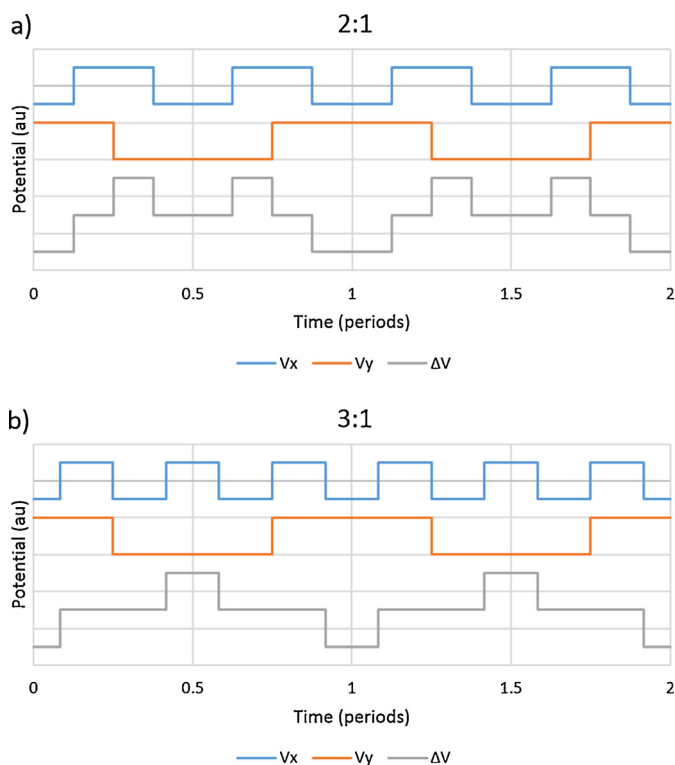 a)
2:1
Potential (au)
0 0.5 1 1.5 2
Time (periods)
Vx Vy ΔV
b)
3:1
Potential (au)
0 0.5 1 1.5 2
Time (periods)
Vx Vy ΔV